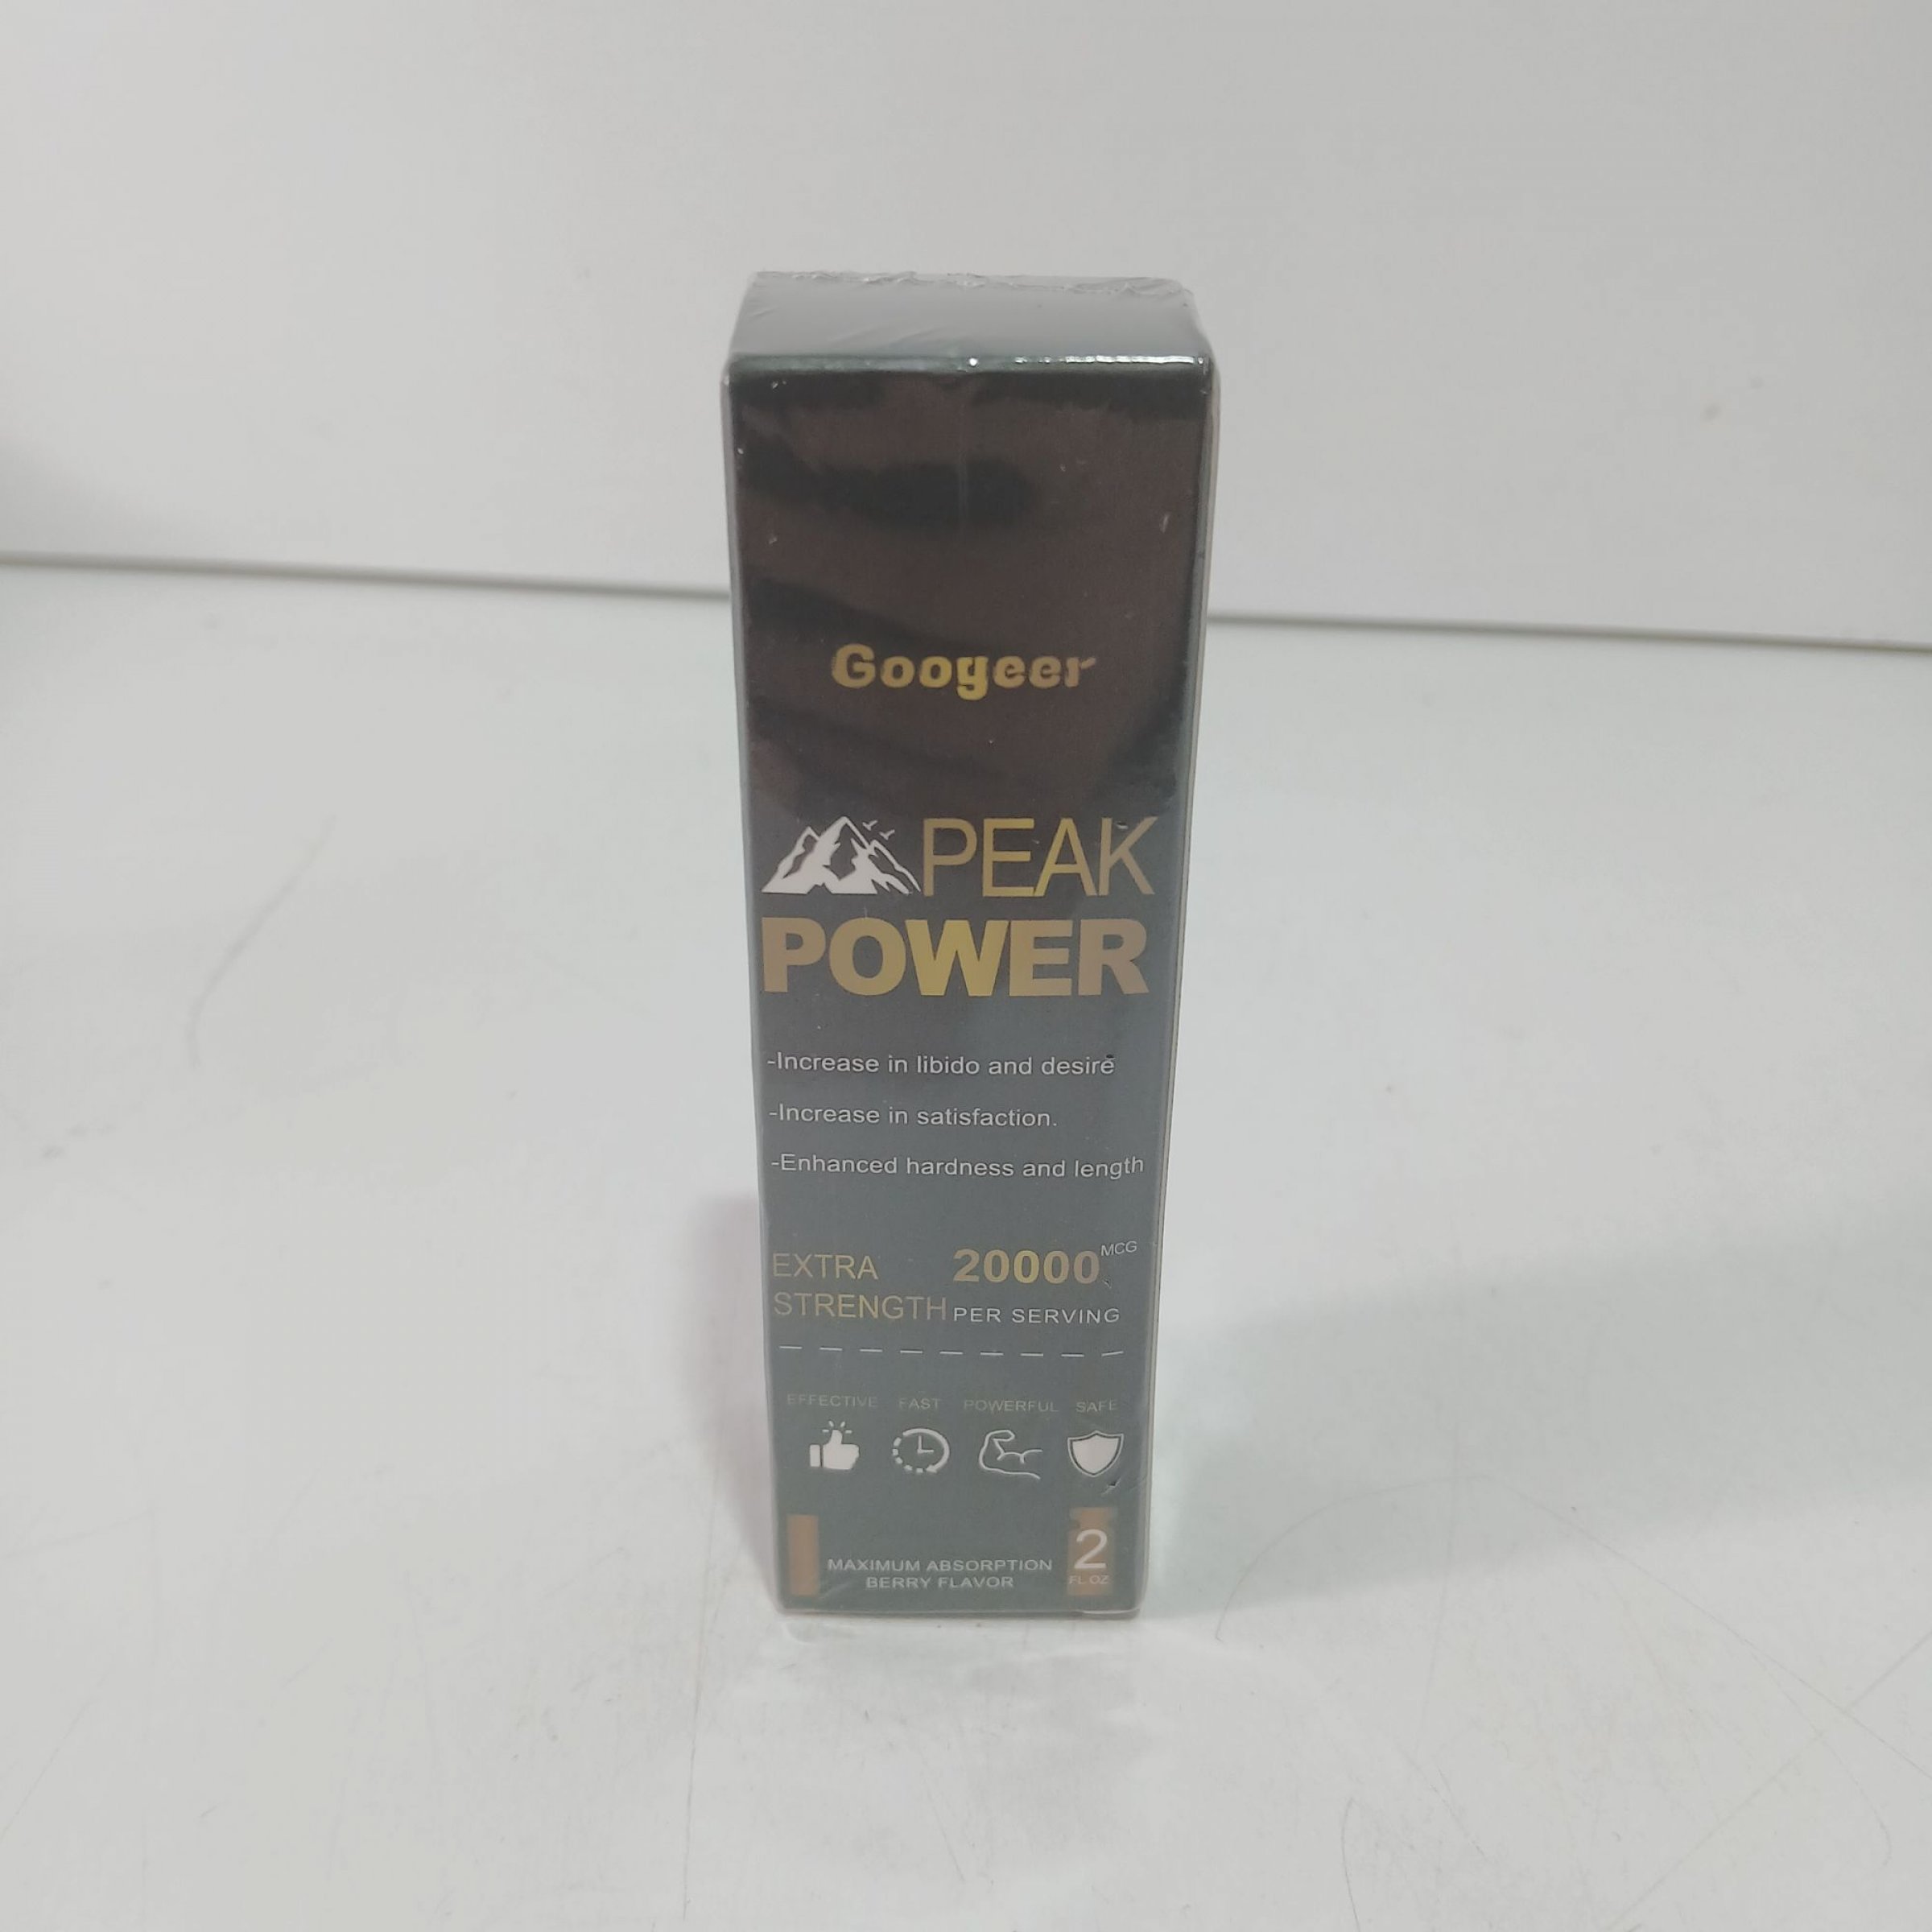 Googeer
PEAK
POWER
-Increase in libido and desire
-Increase in satisfaction.
-Enhanced hardness and length
EXTRA
STRENGTH
20000 MCG
PER SERVING
EFFECTIVE FAST POWERFUL SAFE
MAXIMUM ABSORPTION
BERRY FLAVOR
2
FL OZ